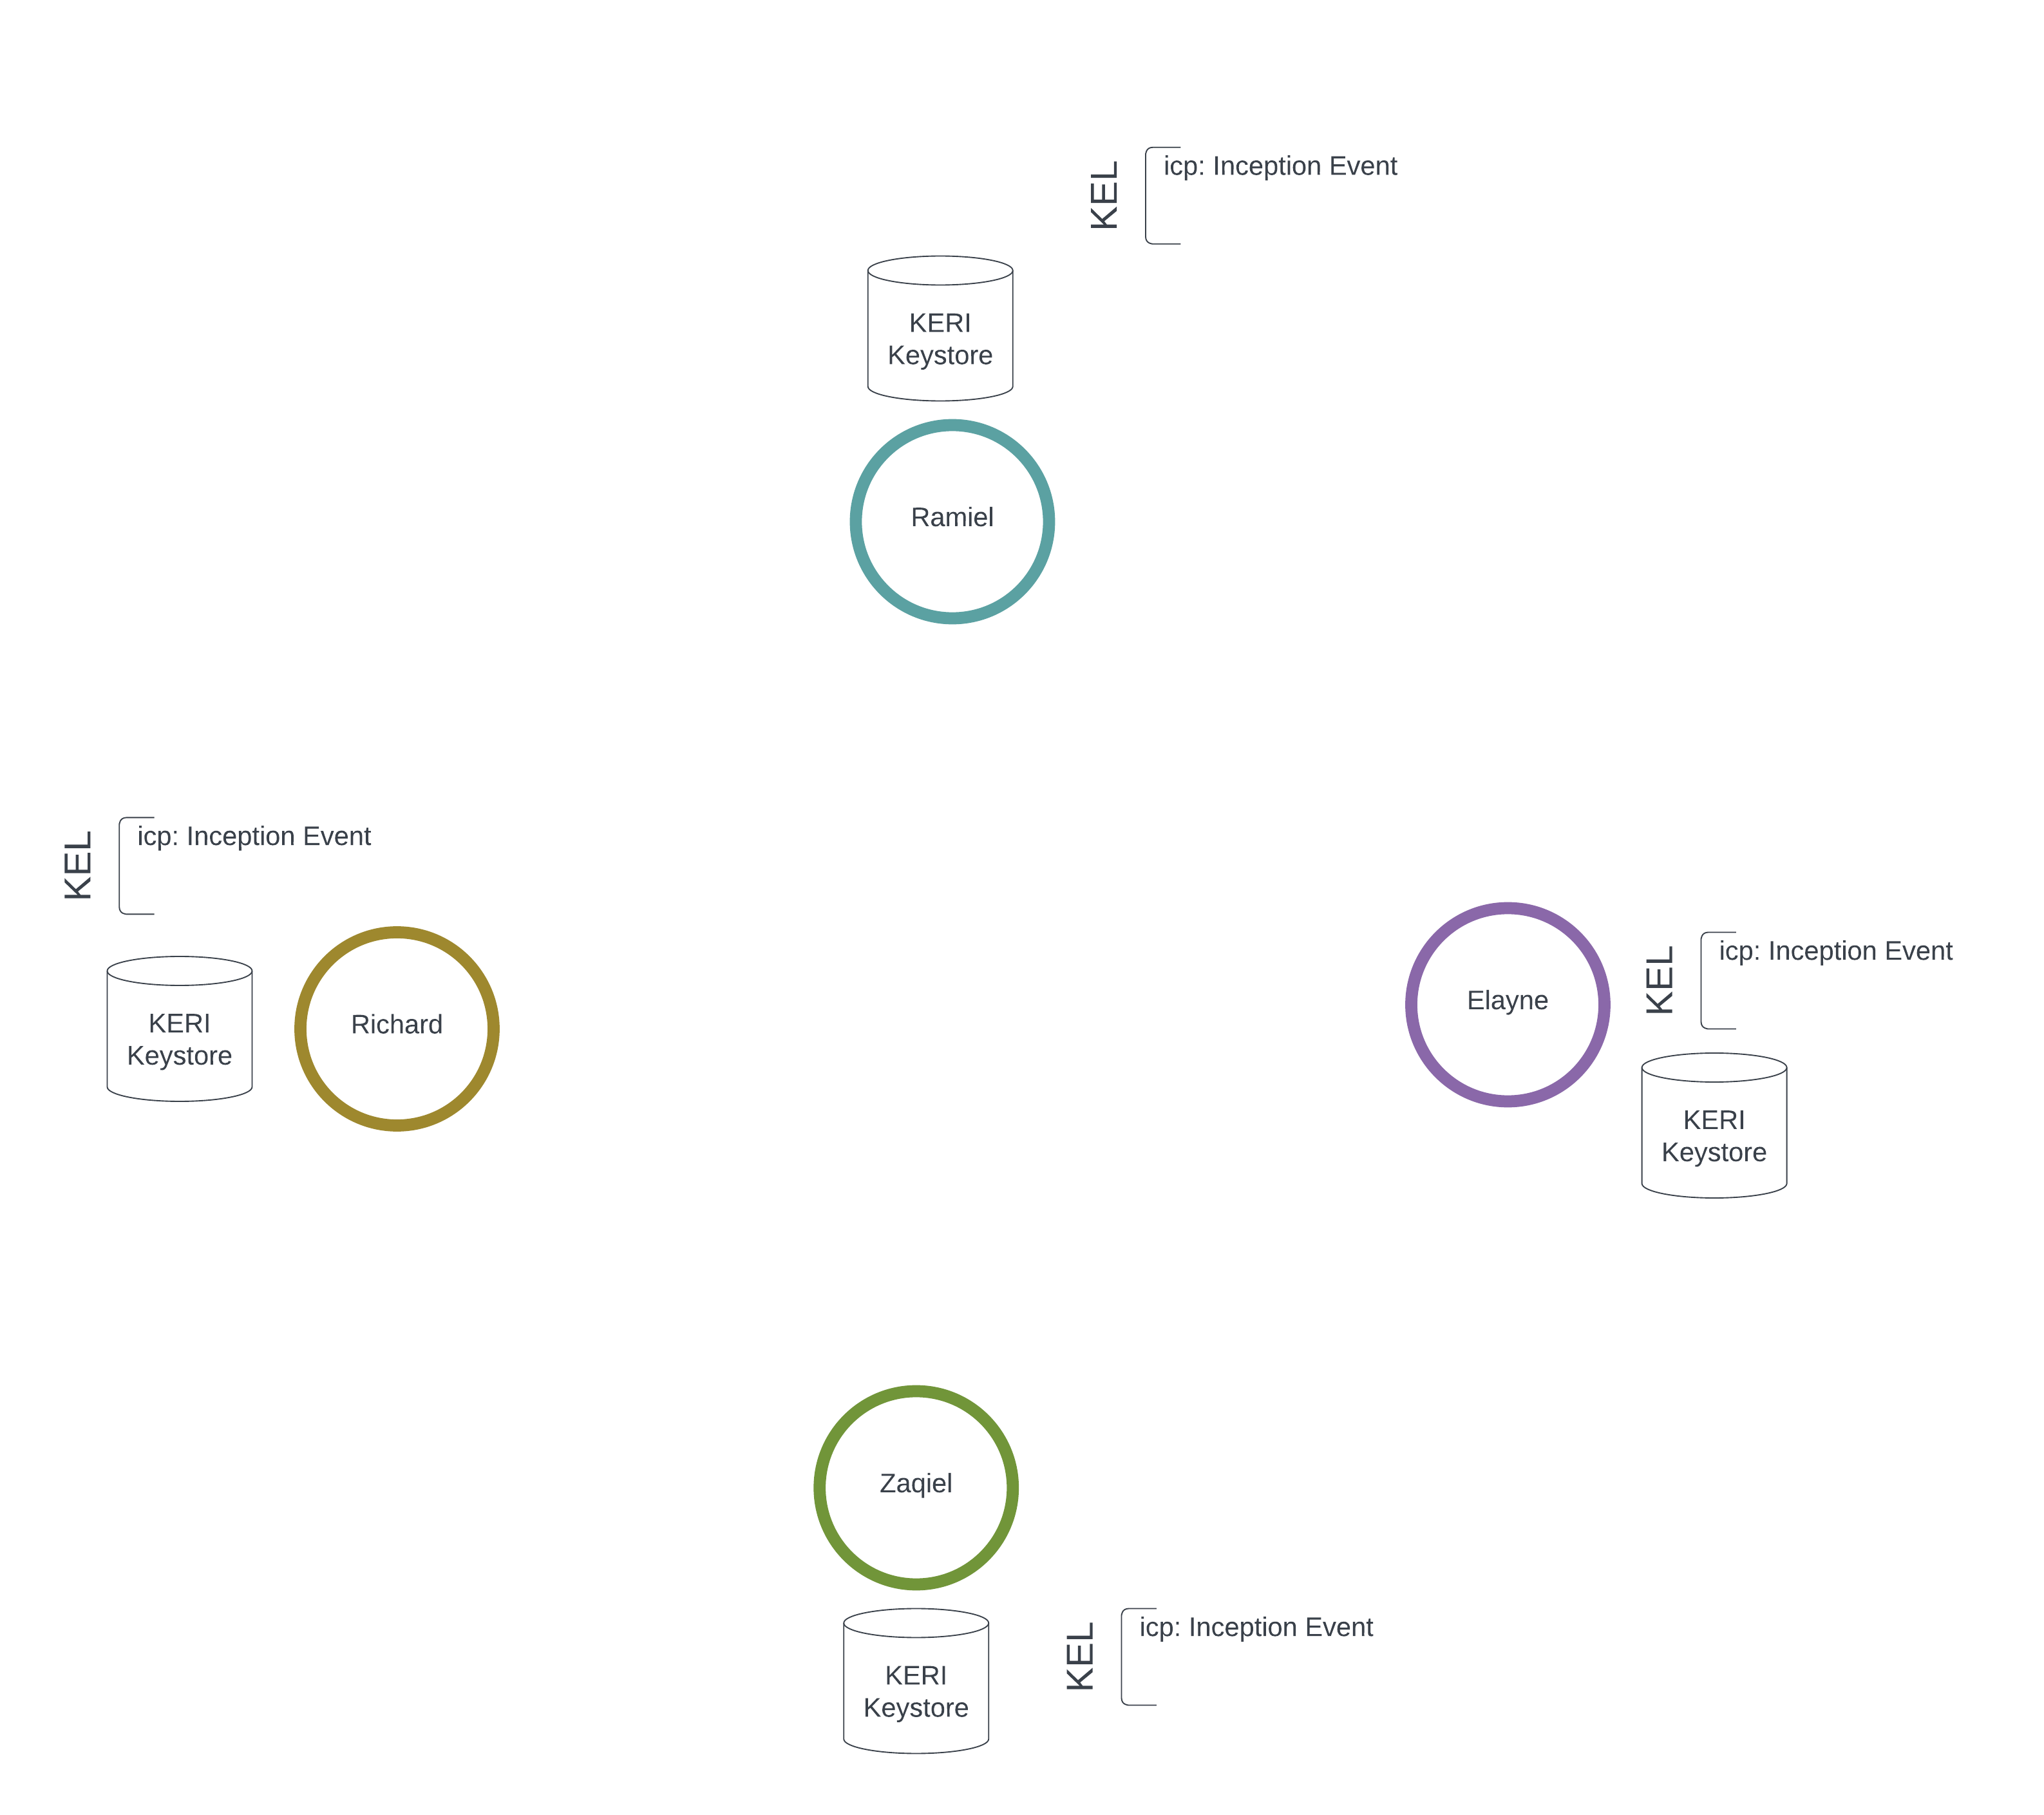 KEL
icp: Inception Event
KERI
Keystore
Ramiel
KEL
icp: Inception Event
KERI
Keystore
Richard
Elayne
KEL
icp: Inception Event
KERI
Keystore
Zaqiel
KERI
Keystore
KEL
icp: Inception Event